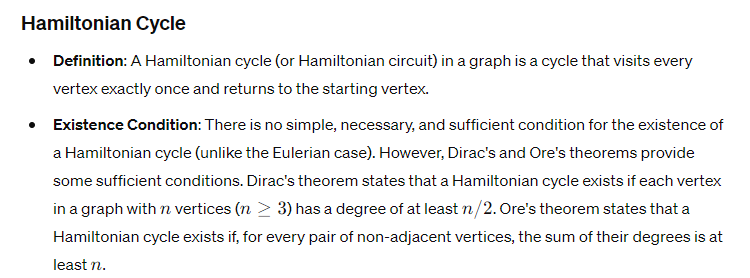 Hamiltonian Cycle
• Definition: A Hamiltonian cycle (or Hamiltonian circuit) in a graph is a cycle that visits every
vertex exactly once and returns to the starting vertex.
• Existence Condition: There is no simple, necessary, and sufficient condition for the existence of
a Hamiltonian cycle (unlike the Eulerian case). However, Dirac's and Ore's theorems provide
some sufficient conditions. Dirac's theorem states that a Hamiltonian cycle exists if each vertex
in a graph with n vertices (n ≥ 3) has a degree of at least n/2. Ore's theorem states that a
Hamiltonian cycle exists if, for every pair of non-adjacent vertices, the sum of their degrees is at
least n.